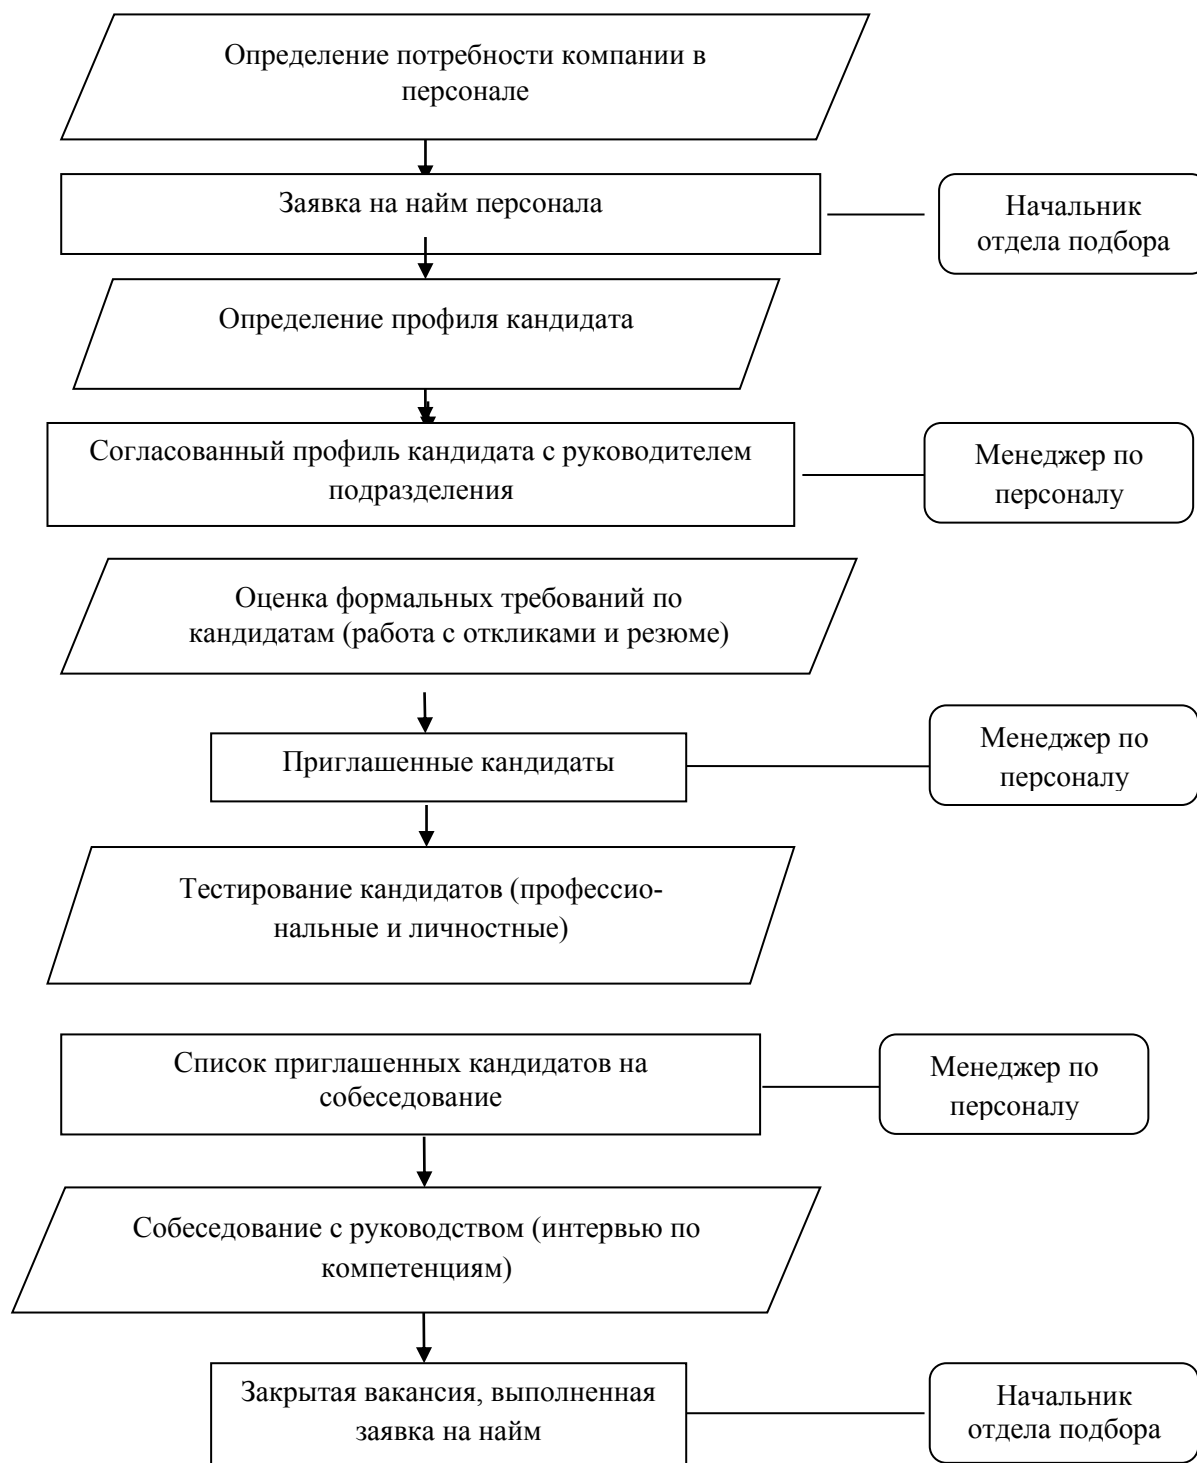 Определение потребности компании в
персонале
Заявка на найм персонала
Начальник
отдела подбора
Определение профиля кандидата
Согласованный профиль кандидата с руководителем
подразделения
Менеджер по
персоналу
Оценка формальных требований по
кандидатам (работа с откликами и резюме)
Приглашенные кандидаты
Менеджер по
персоналу
Тестирование кандидатов (профессио-
нальные и личностные)
Список приглашенных кандидатов на
собеседование
Менеджер по
персоналу
Собеседование с руководством (интервью по
компетенциям)
Закрытая вакансия, выполненная
заявка на найм
Начальник
отдела подбора